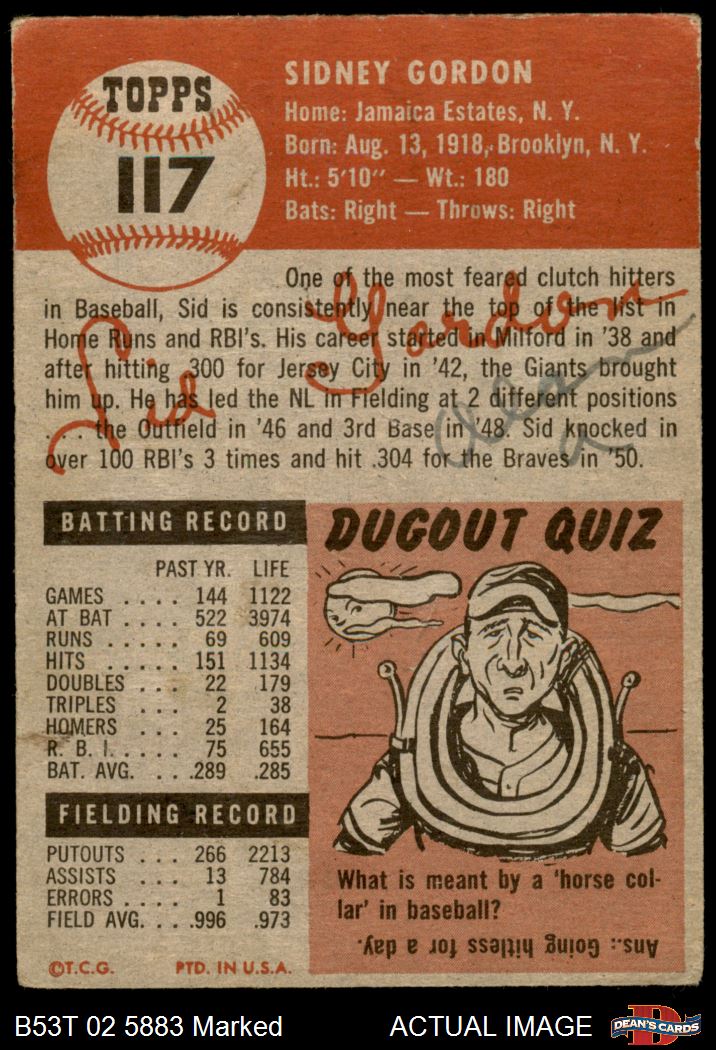 TOPPS
117
SIDNEY GORDON
Home: Jamaica Estates, N. Y.
Born: Aug. 13, 1918, Brooklyn, N. Y.
Ht.: 5'10" — Wt.: 180
Bats: Right — Throws: Right
One of the most feared clutch hitters
in Baseball, Sid is consistently near the top of the list in
Home Runs and RBI's. His career started in Milford in '38 and
after hitting .300 for Jersey City in '42, the Giants brought
him up. He has led the NL in Fielding at 2 different positions
. . . the Outfield in '46 and 3rd Base in '48. Sid knocked in
over 100 RBI's 3 times and hit .304 for the Braves in '50.
Sid Gordon
BATTING RECORD
PAST YR. LIFE
GAMES . . . . 144 1122
AT BAT . . . . 522 3974
RUNS . . . . . 69 609
HITS . . . . . 151 1134
DOUBLES . . . 22 179
TRIPLES . . . 2 38
HOMERS . . . 25 164
R. B. I. . . . . 75 655
BAT. AVG. . . .289 .285
FIELDING RECORD
PUTOUTS . . . 266 2213
ASSISTS . . . 13 784
ERRORS . . . . 1 83
FIELD AVG. . . .996 .973
©T.C.G. PTD. IN U.S.A.
DUGOUT QUIZ
What is meant by a 'horse col-
lar' in baseball?
Ans.: Going hitless for a day.
B53T 02 5883 Marked ACTUAL IMAGE
DEAN'S CARDS